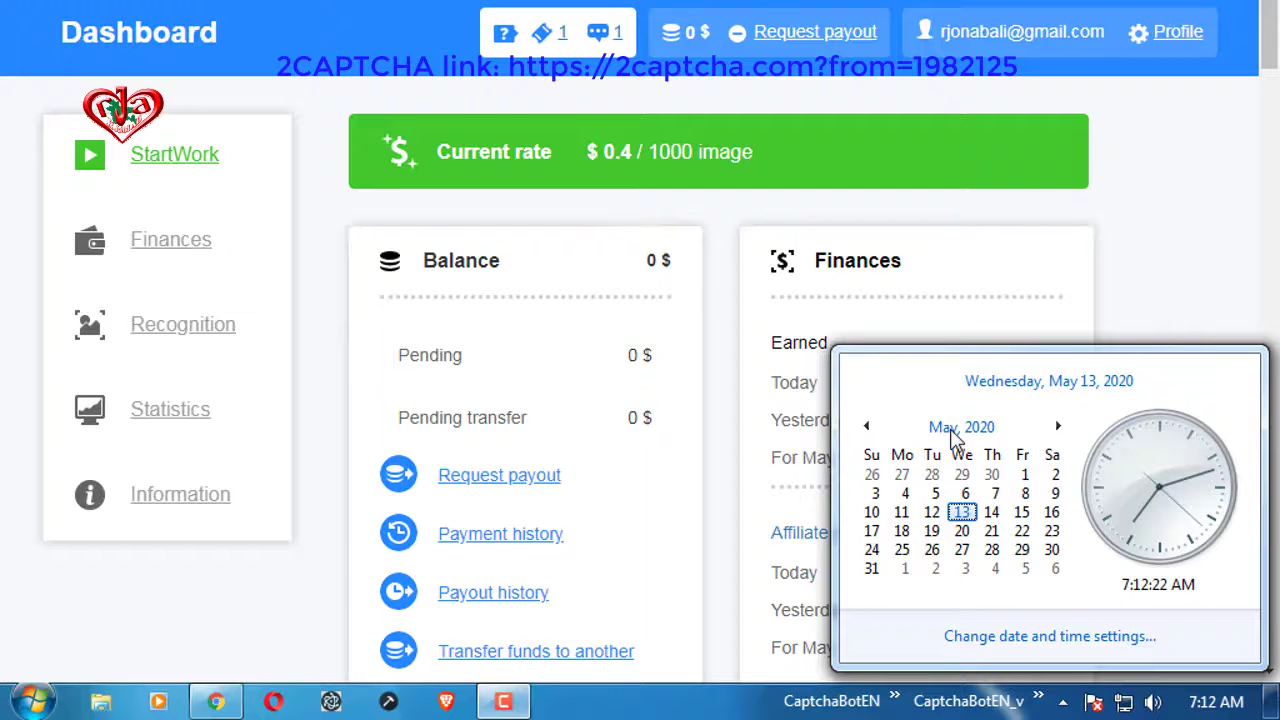 Dashboard
1
1
0 $
Request payout
rjonabali@gmail.com
Profile
2CAPTCHA link: https://2captcha.com?from=1982125
StartWork
Finances
Recognition
Statistics
Information
Current rate $ 0.4 / 1000 image
Balance 0 $
Pending 0 $
Pending transfer 0 $
Request payout
Payment history
Payout history
Transfer funds to another
Finances
Earned
Today
Yesterd
For May
Affiliate
Today
Yesterd
For Ma
Wednesday, May 13, 2020
May, 2020
Su Mo Tu We Th Fr Sa
26 27 28 29 30 1 2
3 4 5 6 7 8 9
10 11 12 13 14 15 16
17 18 19 20 21 22 23
24 25 26 27 28 29 30
31 1 2 3 4 5 6
7:12:22 AM
Change date and time settings...
CaptchaBotEN » CaptchaBotEN_v » 7:12 AM